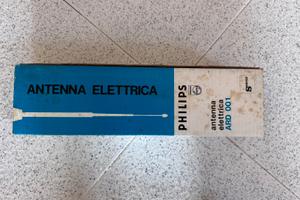 ANTENNA ELETTRICA
PHILIPS
antenna
elettrica
ARD 001
S